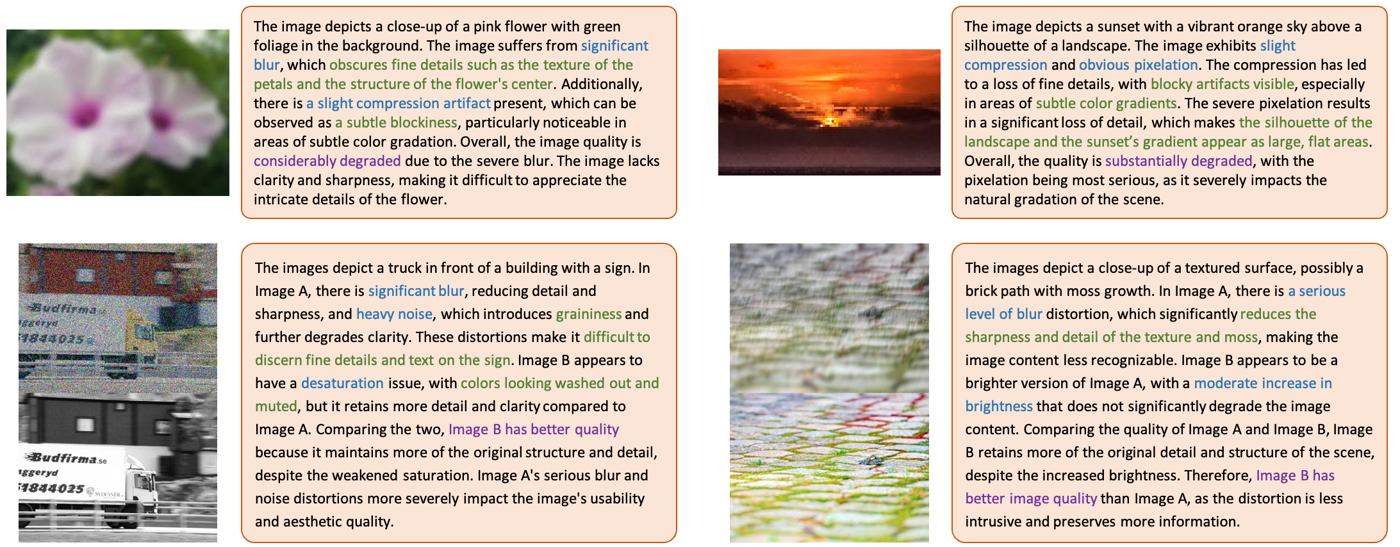 The image depicts a close-up of a pink flower with green
foliage in the background. The image suffers from significant
blur, which obscures fine details such as the texture of the
petals and the structure of the flower's center. Additionally,
there is a slight compression artifact present, which can be
observed as a subtle blockiness, particularly noticeable in
areas of subtle color gradation. Overall, the image quality is
considerably degraded due to the severe blur. The image lacks
clarity and sharpness, making it difficult to appreciate the
intricate details of the flower.
The image depicts a sunset with a vibrant orange sky above a
silhouette of a landscape. The image exhibits slight
compression and obvious pixelation. The compression has led
to a loss of fine details, with blocky artifacts visible, especially
in areas of subtle color gradients. The severe pixelation results
in a significant loss of detail, which makes the silhouette of the
landscape and the sunset's gradient appear as large, flat areas.
Overall, the quality is substantially degraded, with the
pixelation being most serious, as it severely impacts the
natural gradation of the scene.
Budfirma.se
ggeryd
51844025
Budfirma.se
aggeryd
51844025
The images depict a truck in front of a building with a sign. In
Image A, there is significant blur, reducing detail and
sharpness, and heavy noise, which introduces graininess and
further degrades clarity. These distortions make it difficult to
discern fine details and text on the sign. Image B appears to
have a desaturation issue, with colors looking washed out and
muted, but it retains more detail and clarity compared to
Image A. Comparing the two, Image B has better quality
because it maintains more of the original structure and detail,
despite the weakened saturation. Image A's serious blur and
noise distortions more severely impact the image's usability
and aesthetic quality.
The images depict a close-up of a textured surface, possibly a
brick path with moss growth. In Image A, there is a serious
level of blur distortion, which significantly reduces the
sharpness and detail of the texture and moss, making the
image content less recognizable. Image B appears to be a
brighter version of Image A, with a moderate increase in
brightness that does not significantly degrade the image
content. Comparing the quality of Image A and Image B, Image
B retains more of the original detail and structure of the scene,
despite the increased brightness. Therefore, Image B has
better image quality than Image A, as the distortion is less
intrusive and preserves more information.